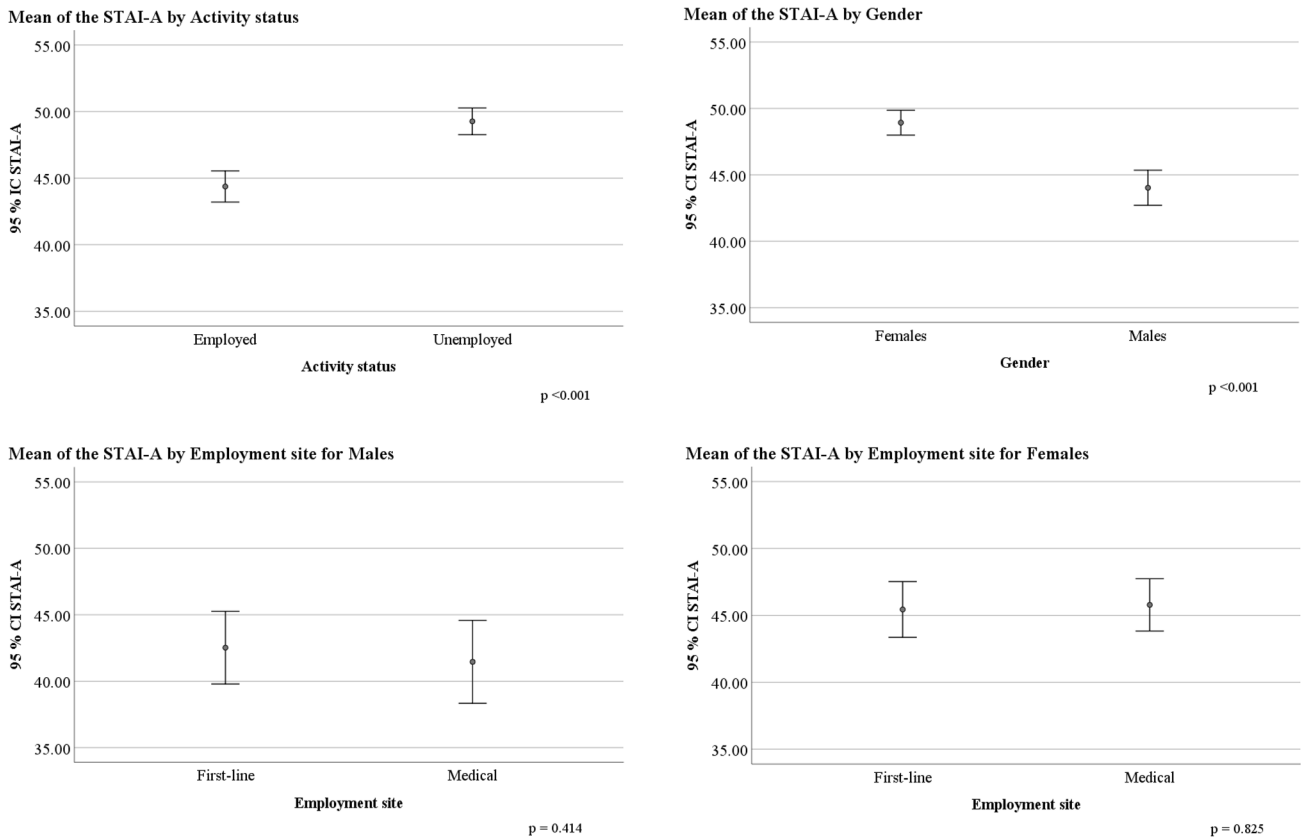 Mean of the STAI-A by Activity status
55.00
50.00
45.00
40.00
35.00
95 % IC STAI-A
Employed
Unemployed
Activity status
p <0.001
Mean of the STAI-A by Gender
55.00
50.00
45.00
40.00
35.00
95 % CI STAI-A
Females
Males
Gender
p <0.001
Mean of the STAI-A by Employment site for Males
55.00
50.00
45.00
40.00
35.00
95 % CI STAI-A
First-line
Medical
Employment site
p = 0.414
Mean of the STAI-A by Employment site for Females
55.00
50.00
45.00
40.00
35.00
95 % CI STAI-A
First-line
Medical
Employment site
p = 0.825